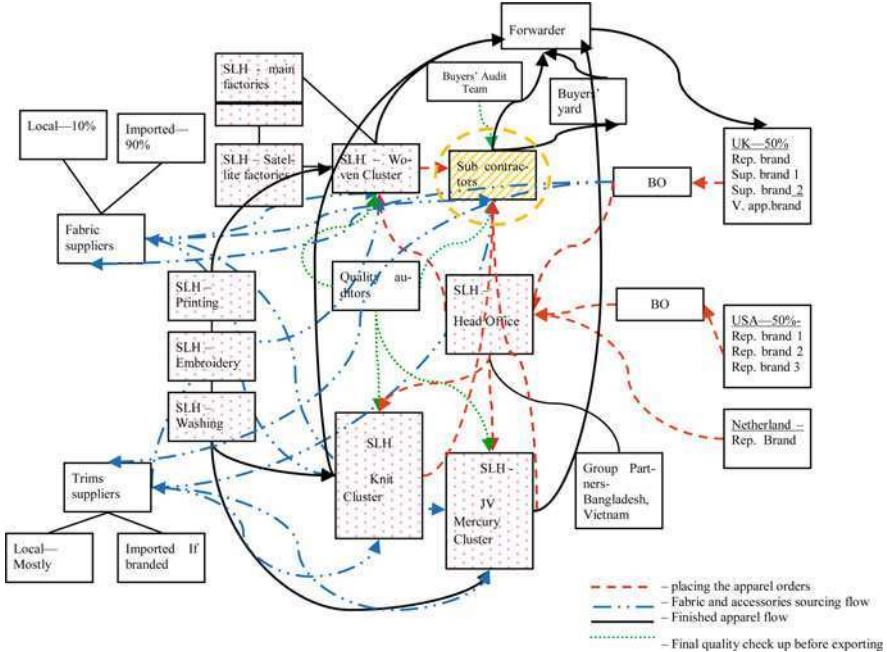 Forwarder
SLH - main
factories
Buyers' Audit
Team
Buyers'
yard
Local—10%
Imported—
90%
SLH – Satel-
lite factories
SLH – Wo-
ven Cluster
Sub contrac-
tors
BO
UK—50%
Rep. brand
Sup. brand 1
Sup. brand_2
V. app.brand
Fabric
suppliers
SLH –
Printing
Quality au-
ditors
SLH –
Head Office
BO
USA—50%-
Rep. brand 1
Rep. brand 2
Rep. brand 3
SLH –
Embroidery
SLH –
Washing
Netherland –
Rep. Brand
SLH
Knit
Cluster
SLH -
JV
Mercury
Cluster
Group Part-
ners-
Bangladesh,
Vietnam
Trims
suppliers
Local—
Mostly
Imported If
branded
– placing the apparel orders
– Fabric and accessories sourcing flow
– Finished apparel flow
– Final quality check up before exporting